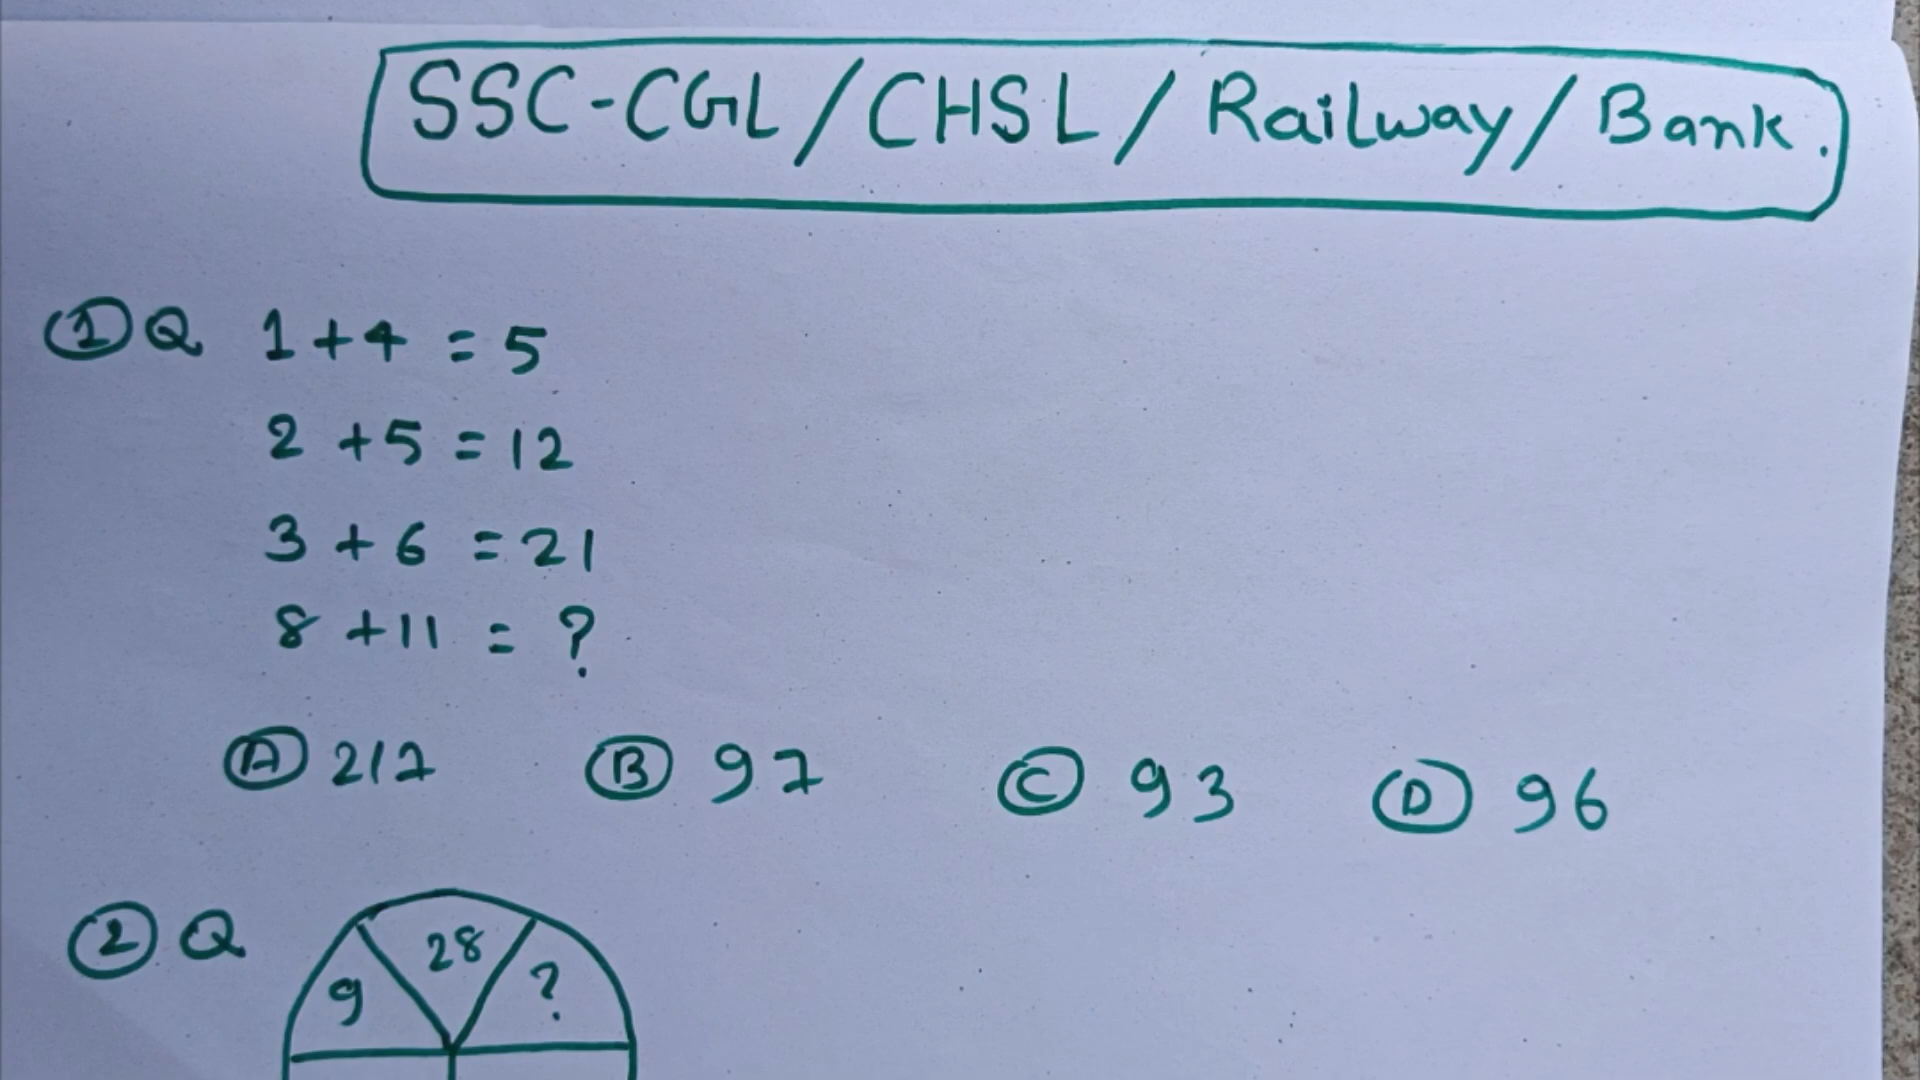 SSC-CGL/CHSL/Railway/Bank.
① Q 1+4 = 5
2 +5 = 12
3 + 6 = 21
8 +11 = ?
Ⓐ 217 Ⓑ 97 Ⓒ 93 Ⓓ 96
② Q
28
9 ?